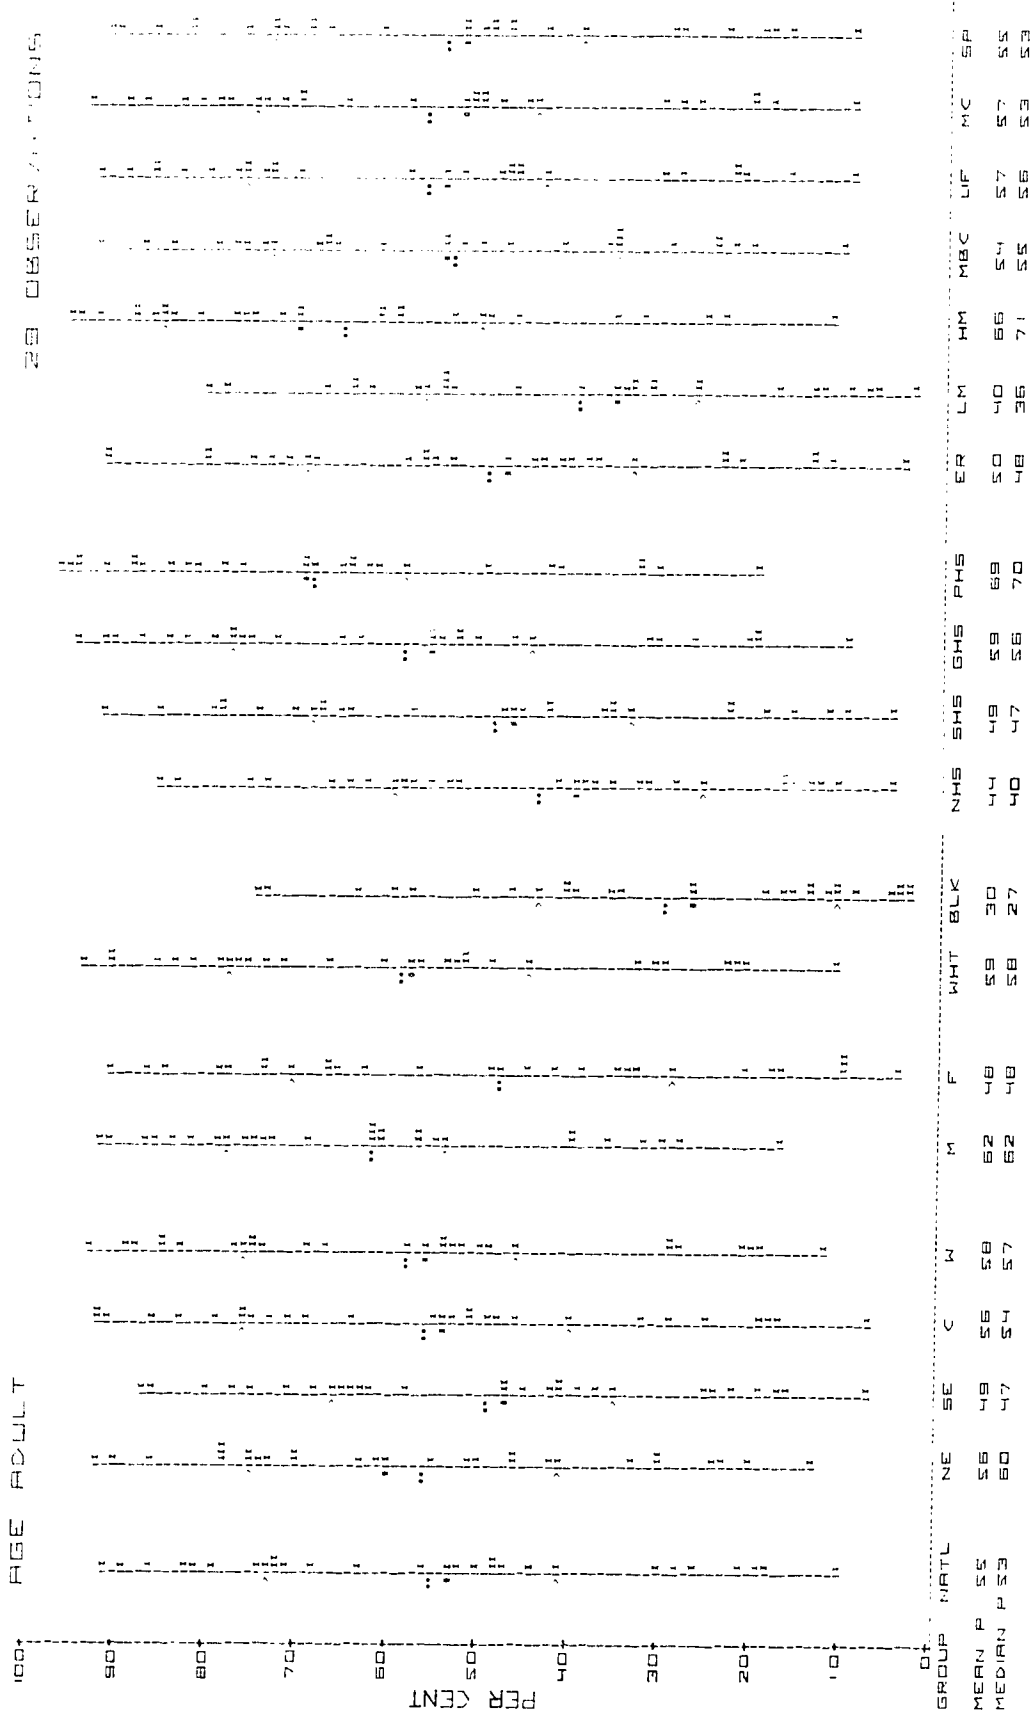 AGE ADULT
29 OBSERVATIONS
100
90
80
70
60
50
40
30
20
10
0
PER CENT
GROUP NATL NE SE C W M F WHT BLK NHS SHS GHS PHS ER LM HM MBC UF MC SP
MEAN P 55 56 49 56 58 62 48 59 30 44 49 59 69 50 40 66 54 57 57 55
MEDIAN P 53 60 47 54 57 62 48 58 27 40 47 56 70 48 36 71 55 56 53 53